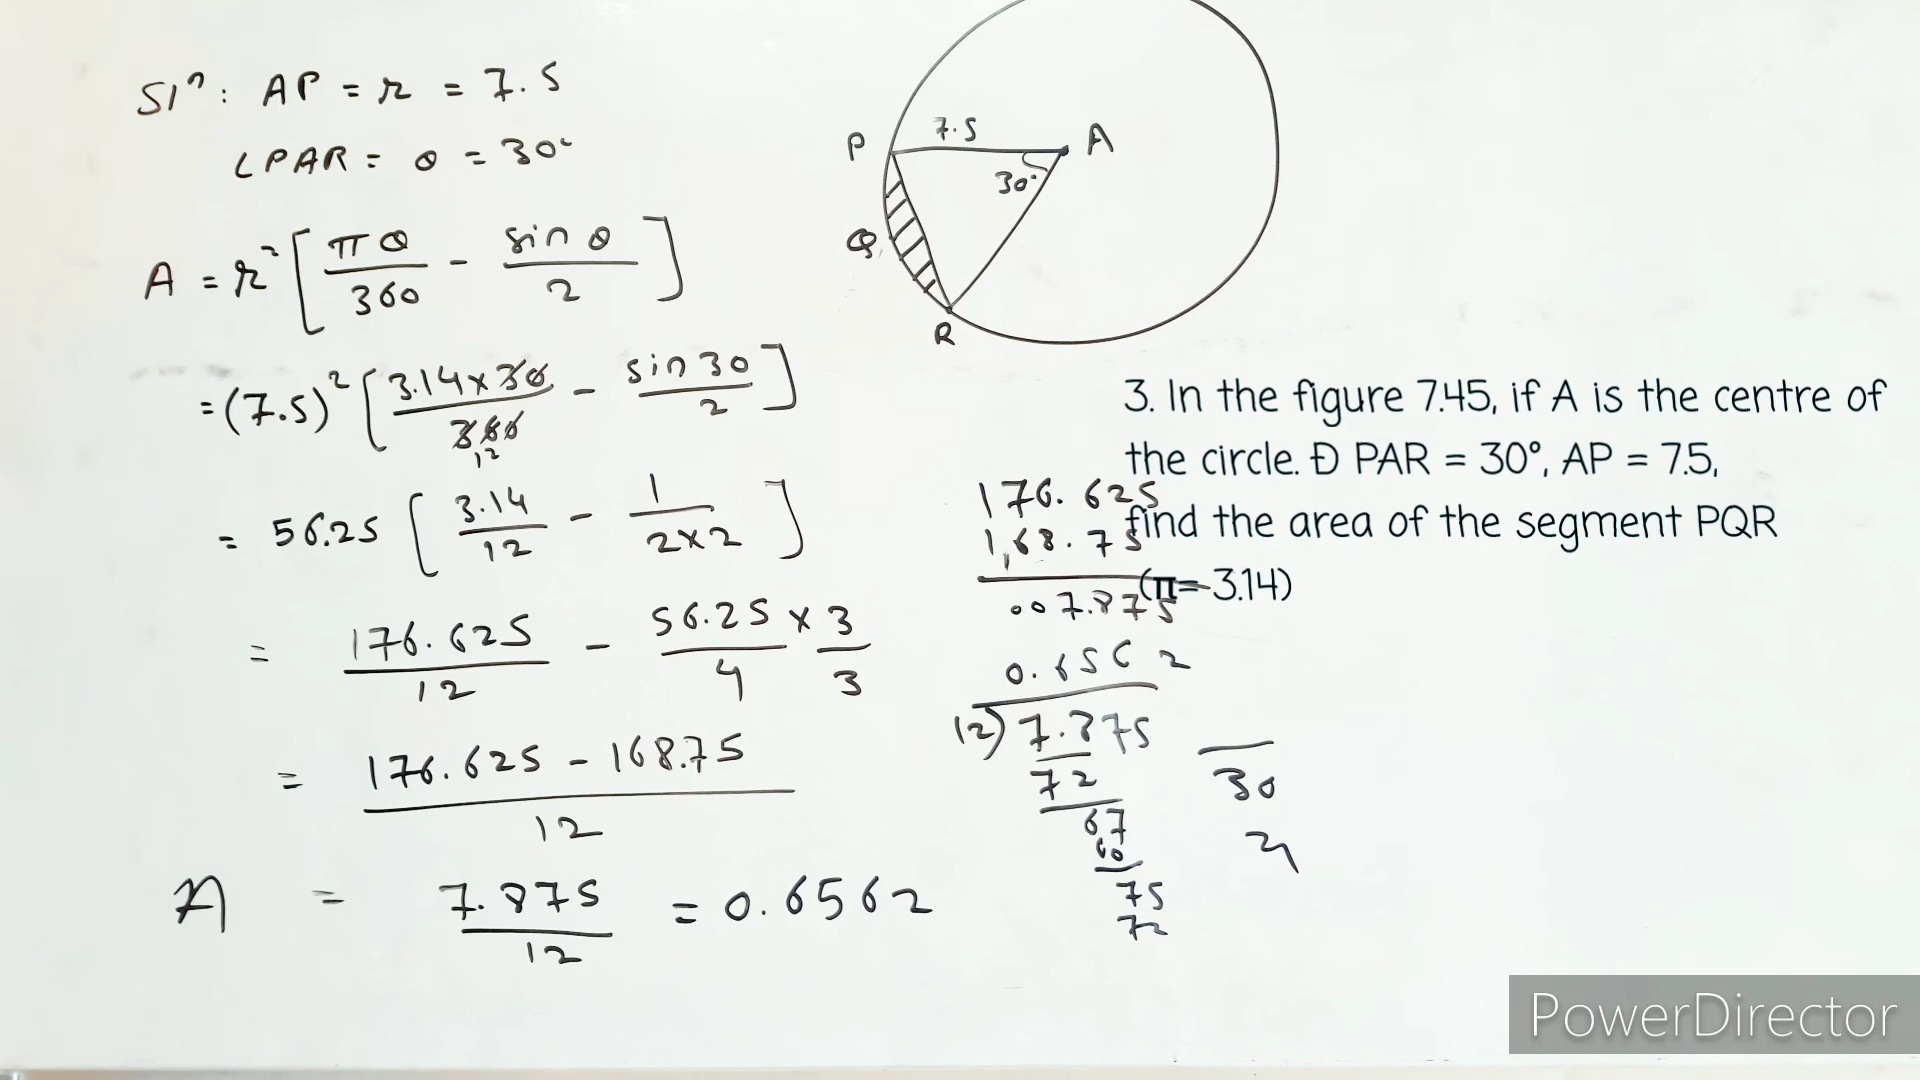 Slⁿ: AP = r = 7.5
∠PAR = θ = 30°
A = r² [ πθ/360 - sin θ/2 ]
= (7.5)² [ 3.14 × 30/360 - sin 30/2 ]
12
= 56.25 [ 3.14/12 - 1/2×2 ]
= 176.625/12 - 56.25/4 × 3/3
= 176.625 - 168.75/12
A = 7.875/12 = 0.6562
7.5
P
A
30°
Q
R
3. In the figure 7.45, if A is the centre of
the circle. Ð PAR = 30°, AP = 7.5,
find the area of the segment PQR
(π= 3.14)
176.625
168.75
007.875
0.6562
12)7.875
72
67
60
75
72
30
PowerDirector